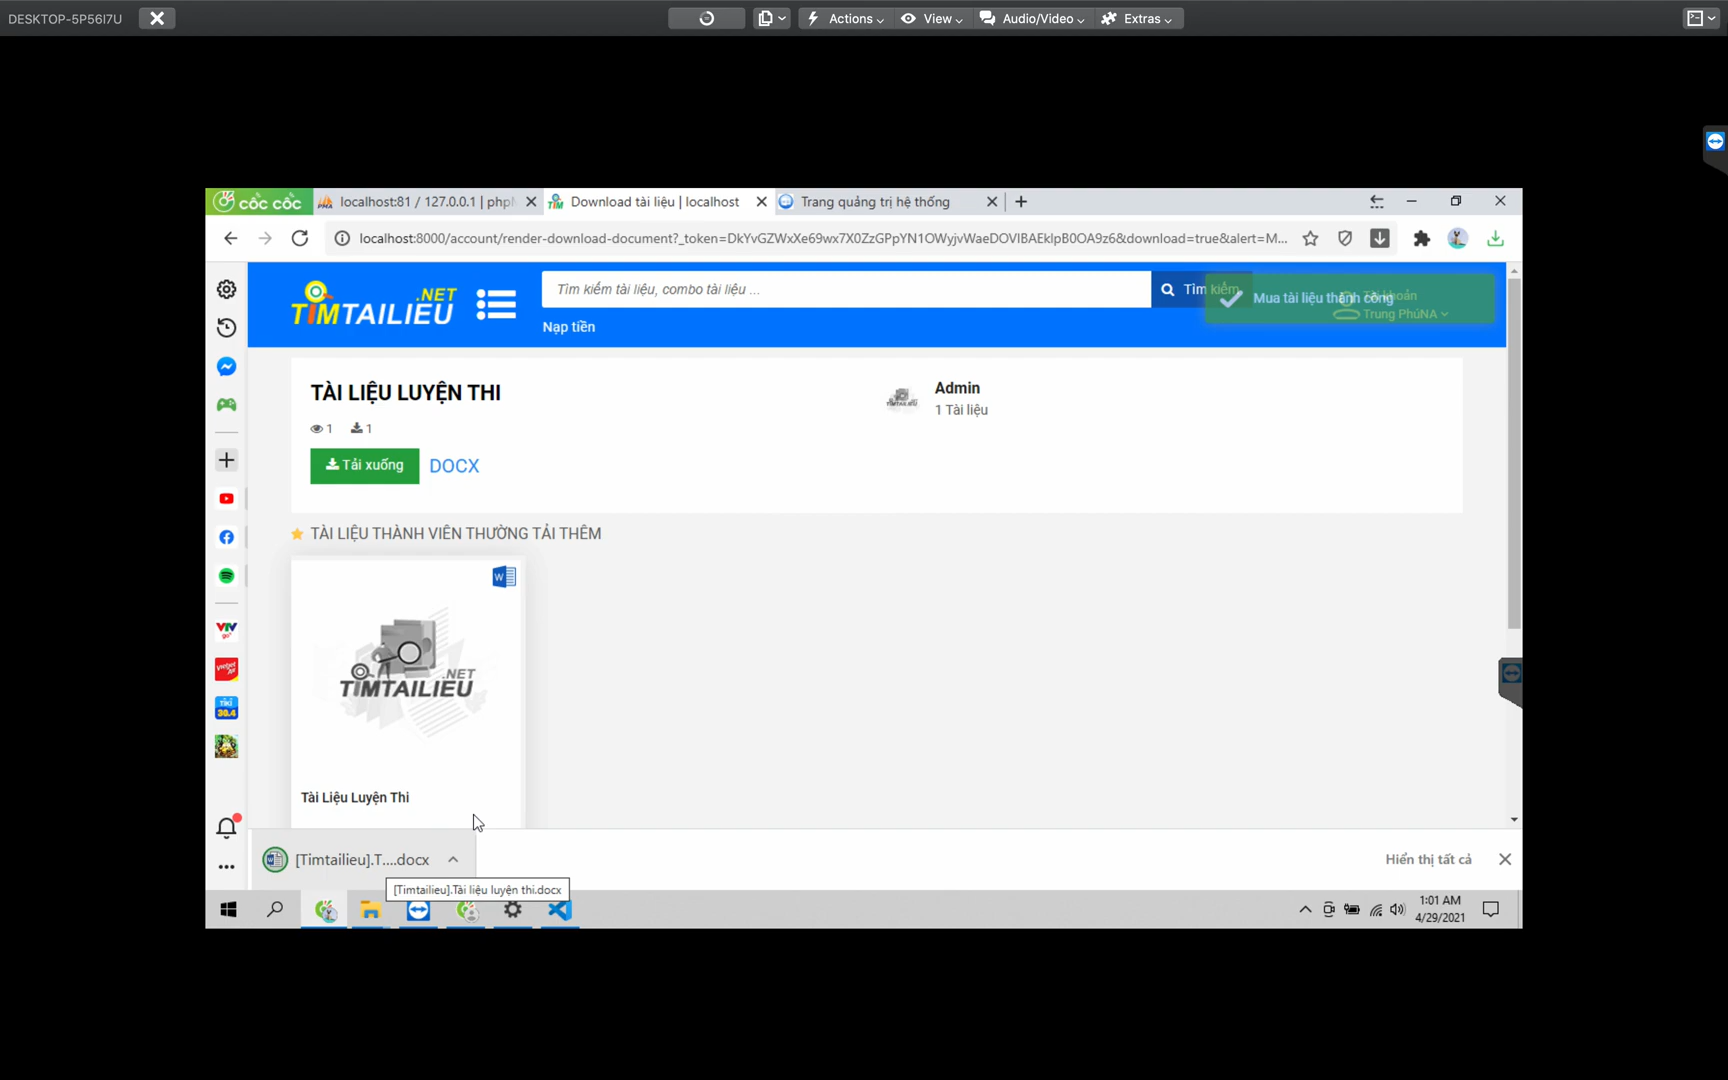 DESKTOP-5P56I7U
Actions
View
Audio/Video
Extras
cốc cốc
localhost:81 / 127.0.0.1 | phpM
Download tài liệu | localhost
Trang quảng trị hệ thống
localhost:8000/account/render-download-document?_token=DkYvGZWxXe69wx7X0ZzGPpYN1OWyjvWaeDOVIBAEklpB0OA9z6&download=true&alert=M...
TIMTAILIEU.NET
Tìm kiếm tài liệu, combo tài liệu ...
Tìm kiếm
Mua tài liệu thành công
Tài khoản
Trung PhúNA
Nạp tiền
TÀI LIỆU LUYỆN THI
1
1
Tải xuống
DOCX
Admin
1 Tài liệu
TÀI LIỆU THÀNH VIÊN THƯỜNG TẢI THÊM
W
TIMTAILIEU.NET
Tài Liệu Luyện Thi
[Timtailieu].T....docx
Hiển thị tất cả
[Timtailieu].Tài liệu luyện thi.docx
1:01 AM
4/29/2021